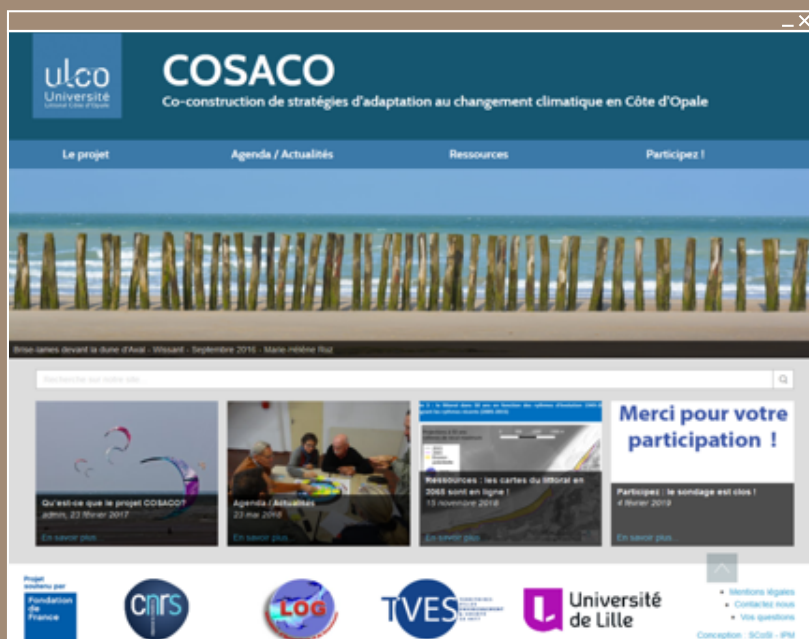 ulco
Université
Littoral Côte d'Opale
COSACO
Co-construction de stratégies d'adaptation au changement climatique en Côte d'Opale
Le projet
Agenda / Actualités
Ressources
Participez !
Brise-lames devant la dune d'Aval - Wissant - Septembre 2016 - Marie-Hélène Ruz
Recherche sur notre site...
Qu'est-ce que le projet COSACO?
admin, 23 février 2017
En savoir plus...
Agenda / Actualités
23 mai 2018
En savoir plus...
Ressources : les cartes du littoral en
2065 sont en ligne !
15 novembre 2018
En savoir plus...
Merci pour votre
participation !
Participez : le sondage est clos !
4 février 2019
En savoir plus...
Projet
soutenu par
Fondation
de
France
cnrs
LOG
TVES
Université
de Lille
Mentions légales
Contactez nous
Vos questions
Conception : SCoSI - IPM